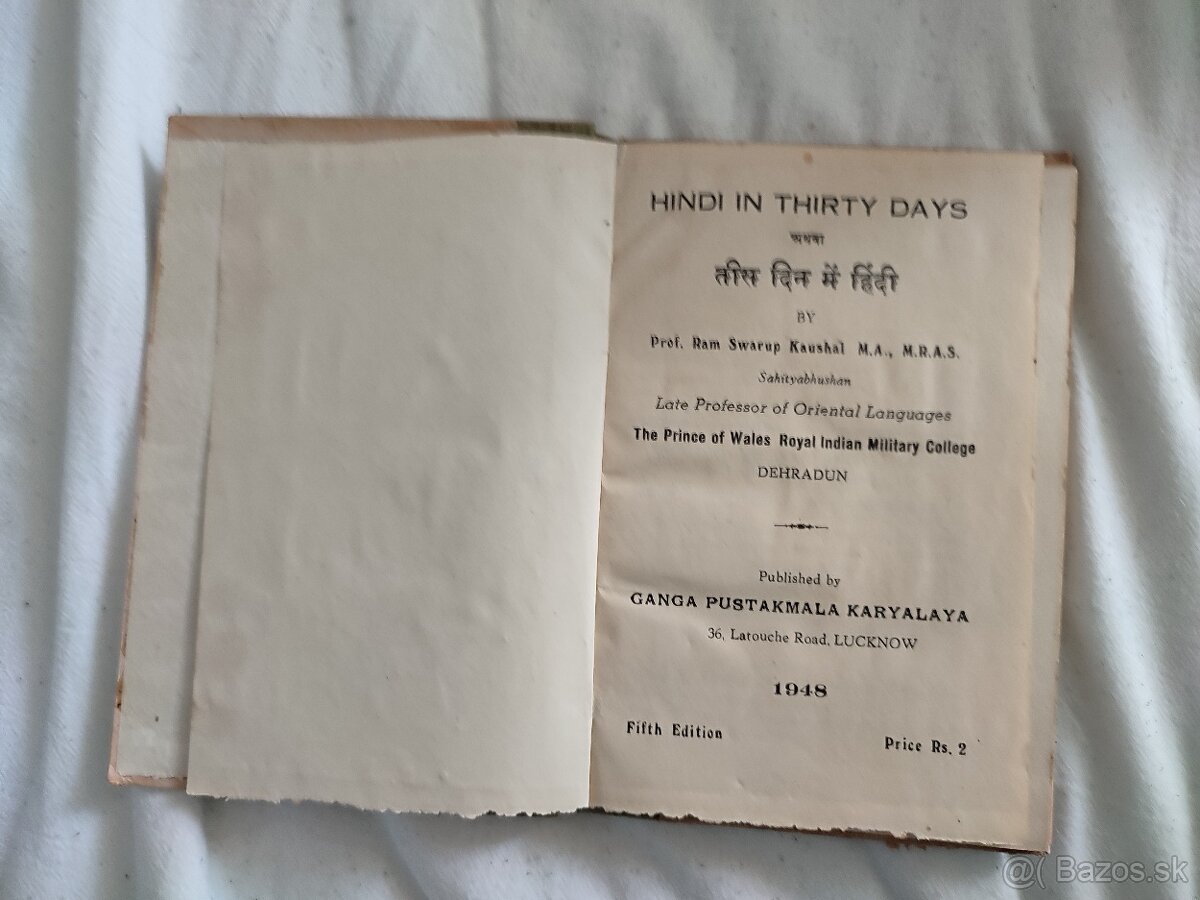 HINDI IN THIRTY DAYS
अथवा
तीस दिन में हिंदी
BY
Prof. Ram Swarup Kaushal M.A., M.R.A.S.
Sahityabhushan
Late Professor of Oriental Languages
The Prince of Wales Royal Indian Military College
DEHRADUN
Published by
GANGA PUSTAKMALA KARYALAYA
36, Latouche Road, LUCKNOW
1948
Fifth Edition
Price Rs. 2
@( Bazos.sk